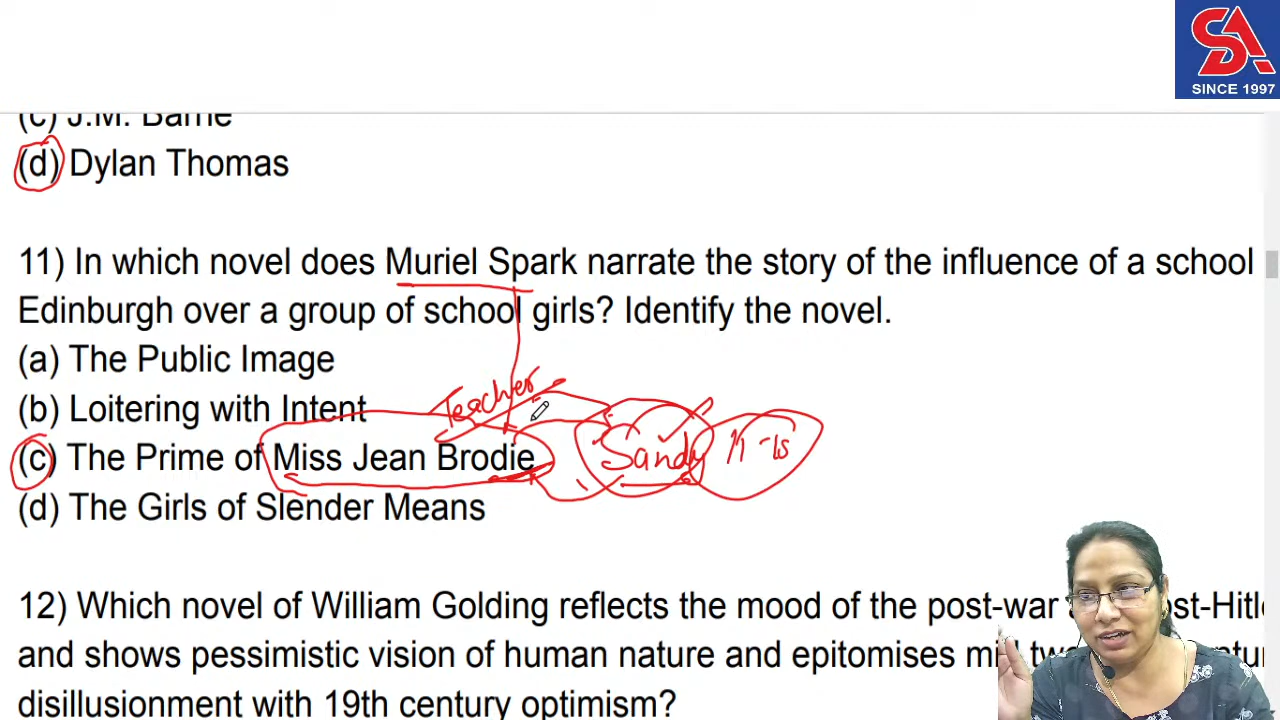 SA
SINCE 1997
(c) J.M. Barrie
(d) Dylan Thomas
11) In which novel does Muriel Spark narrate the story of the influence of a school
Edinburgh over a group of school girls? Identify the novel.
(a) The Public Image
(b) Loitering with Intent
Teacher
(c) The Prime of Miss Jean Brodie Sandy
(d) The Girls of Slender Means
12) Which novel of William Golding reflects the mood of the post-war
and shows pessimistic vision of human nature and epitomises
disillusionment with 19th century optimism?